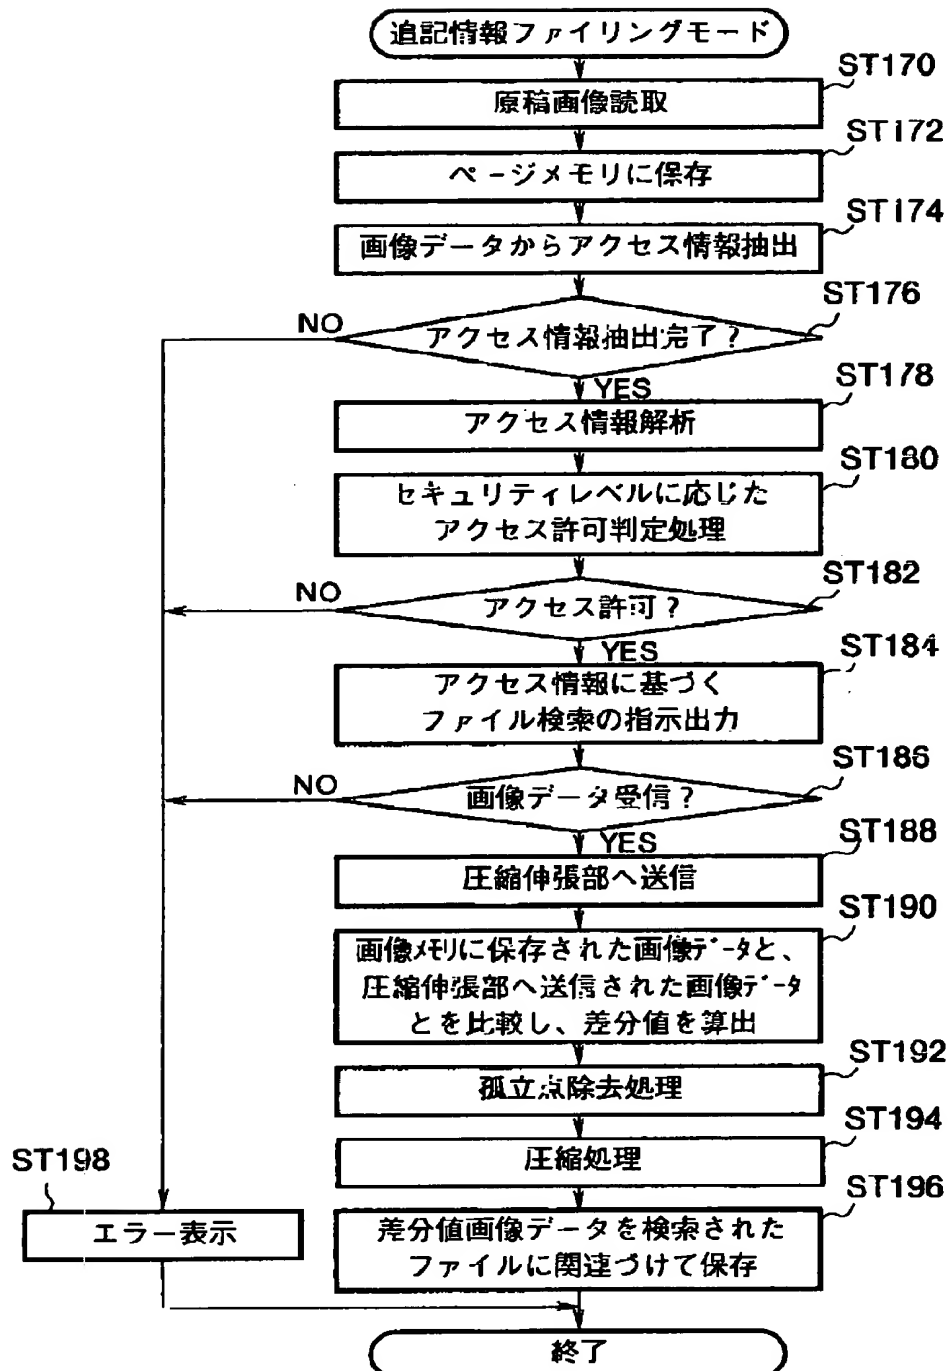 追記情報ファイリングモード
ST170
原稿画像読取
ST172
ページメモリに保存
ST174
画像データからアクセス情報抽出
ST176
NO
アクセス情報抽出完了?
YES
ST178
アクセス情報解析
ST180
セキュリティレベルに応じた
アクセス許可判定処理
ST182
NO
アクセス許可?
YES
ST184
アクセス情報に基づく
ファイル検索の指示出力
ST186
NO
画像データ受信?
YES
ST188
圧縮伸張部へ送信
ST190
画像メモリに保存された画像データと、
圧縮伸張部へ送信された画像データ
とを比較し、差分値を算出
ST192
孤立点除去処理
ST194
圧縮処理
ST196
差分値画像データを検索された
ファイルに関連づけて保存
ST198
エラー表示
終了